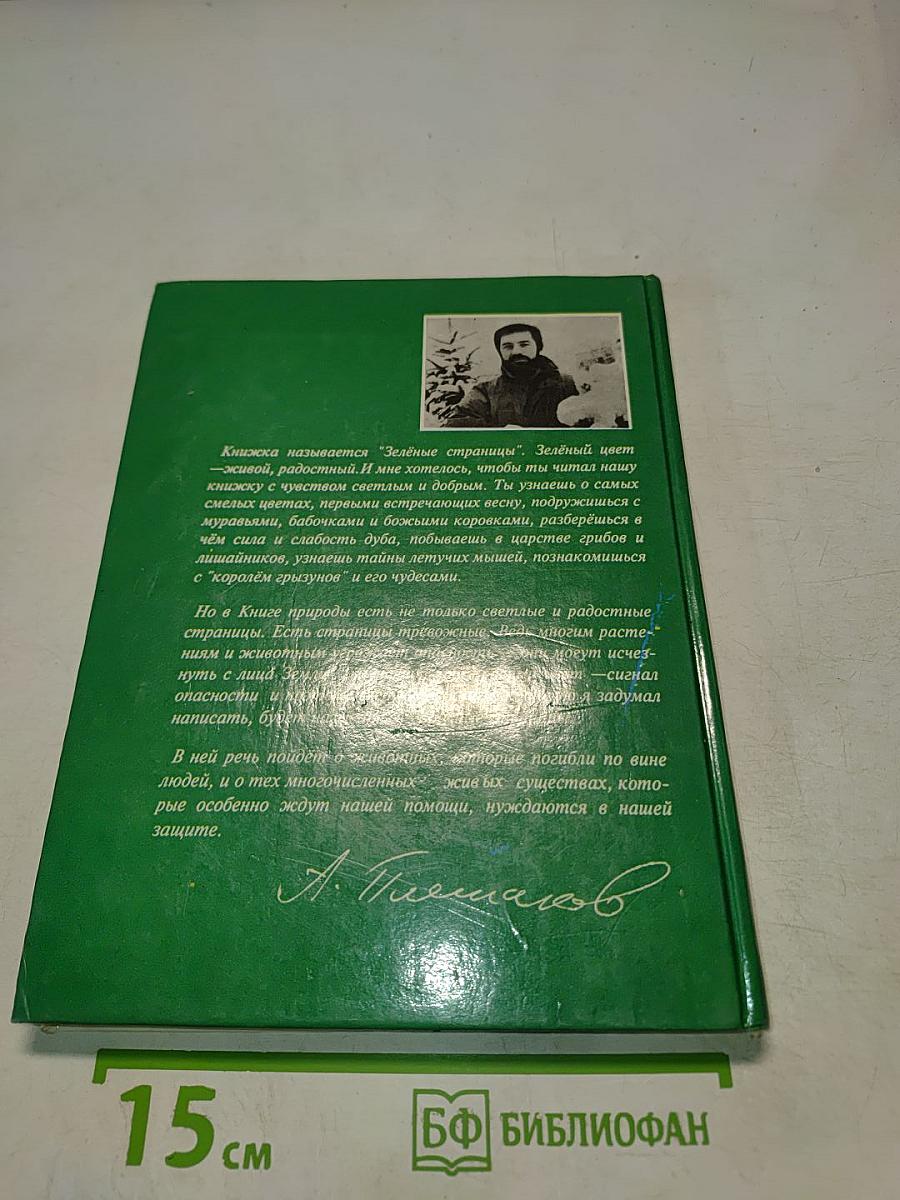 Книжка называется "Зелёные страницы". Зелёный цвет
—живой, радостный. И мне хотелось, чтобы ты читал нашу
книжку с чувством светлым и добрым. Ты узнаешь о самых
смелых цветах, первыми встречающих весну, подружишься с
муравьями, бабочками и божьими коровками, разберёшься в
чём сила и слабость дуба, побываешь в царстве грибов и
лишайников, узнаешь тайны летучих мышей, познакомишься
с "королём грызунов" и его чудесами.
Но в Книге природы есть не только светлые и радостные
страницы. Есть страницы тревожные. Ведь многим расте-
ниям и животным могут исчез-
нуть с лица —сигнал
опасности и я задумал
написать,
В ней речь пойдёт о животных, которые погибли по вине
людей, и о тех многочисленных живых существах, кото-
рые особенно ждут нашей помощи, нуждаются в нашей
защите.
А. Плешаков
15 см
БФ БИБЛИОФАН